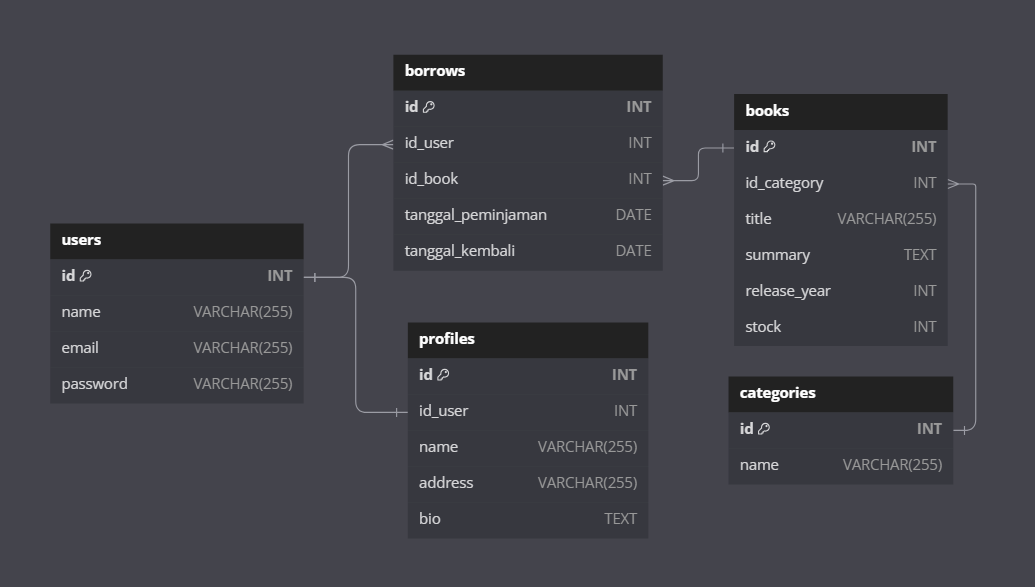 users
id INT
name VARCHAR(255)
email VARCHAR(255)
password VARCHAR(255)
borrows
id INT
id_user INT
id_book INT
tanggal_peminjaman DATE
tanggal_kembali DATE
profiles
id INT
id_user INT
name VARCHAR(255)
address VARCHAR(255)
bio TEXT
books
id INT
id_category INT
title VARCHAR(255)
summary TEXT
release_year INT
stock INT
categories
id INT
name VARCHAR(255)